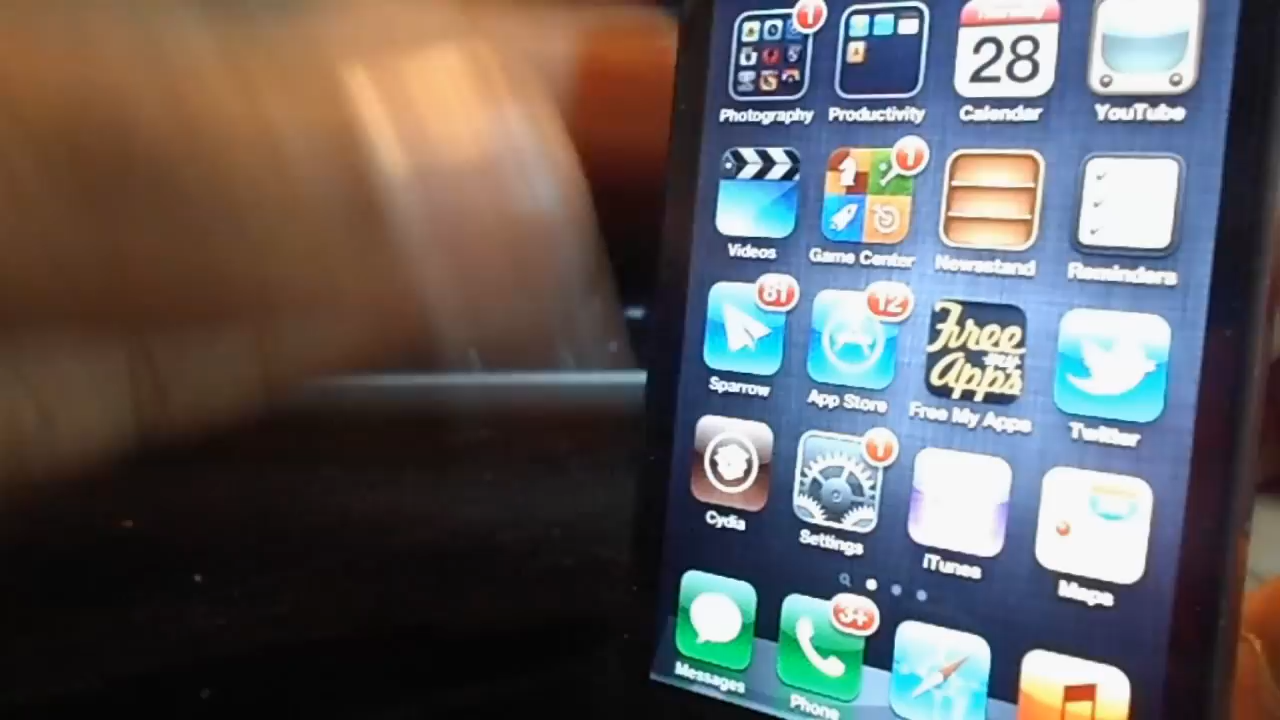 1
Photography
Productivity
28
Calendar
YouTube
Videos
1
Game Center
Newsstand
Reminders
81
Sparrow
12
App Store
Free my Apps
Free My Apps
Twitter
Cydia
1
Settings
iTunes
Maps
Messages
3+
Phone